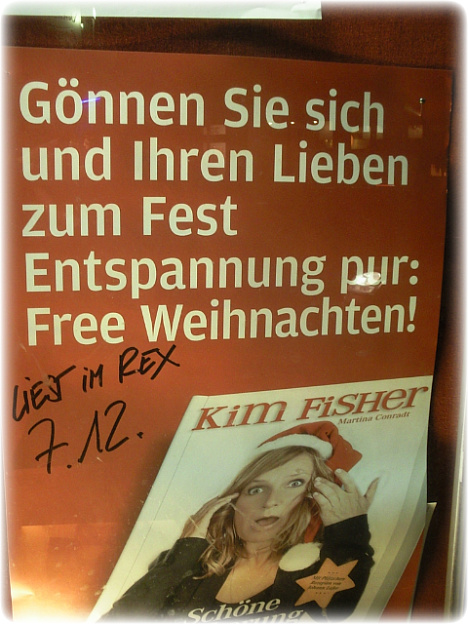 Gönnen Sie sich
und Ihren Lieben
zum Fest
Entspannung pur:
Free Weihnachten!
LIEST IM REX
7.12.
Kim Fisher
Martina Conradt
Schöne